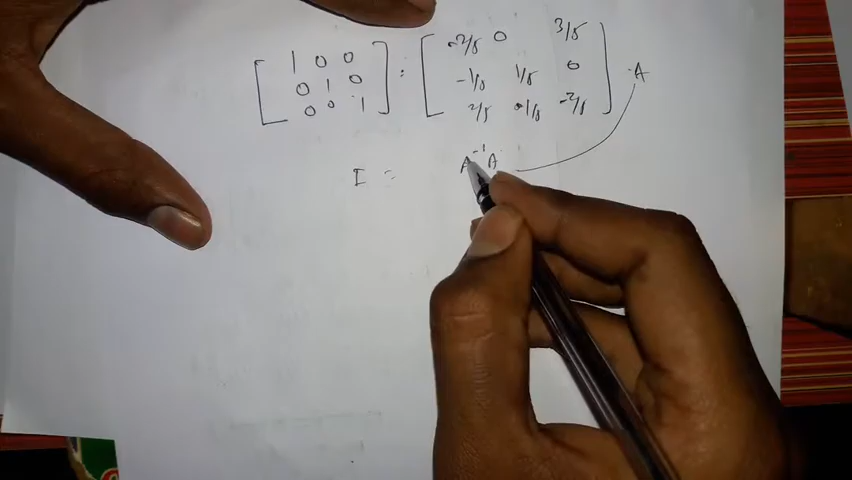 [ 1 0 0 ] = [ -2/5 0 3/5 ] A
[ 0 1 0 ] [ -1/5 1/5 0 ]
[ 0 0 1 ] [ 2/5 1/5 -2/5 ]
I = A⁻¹A